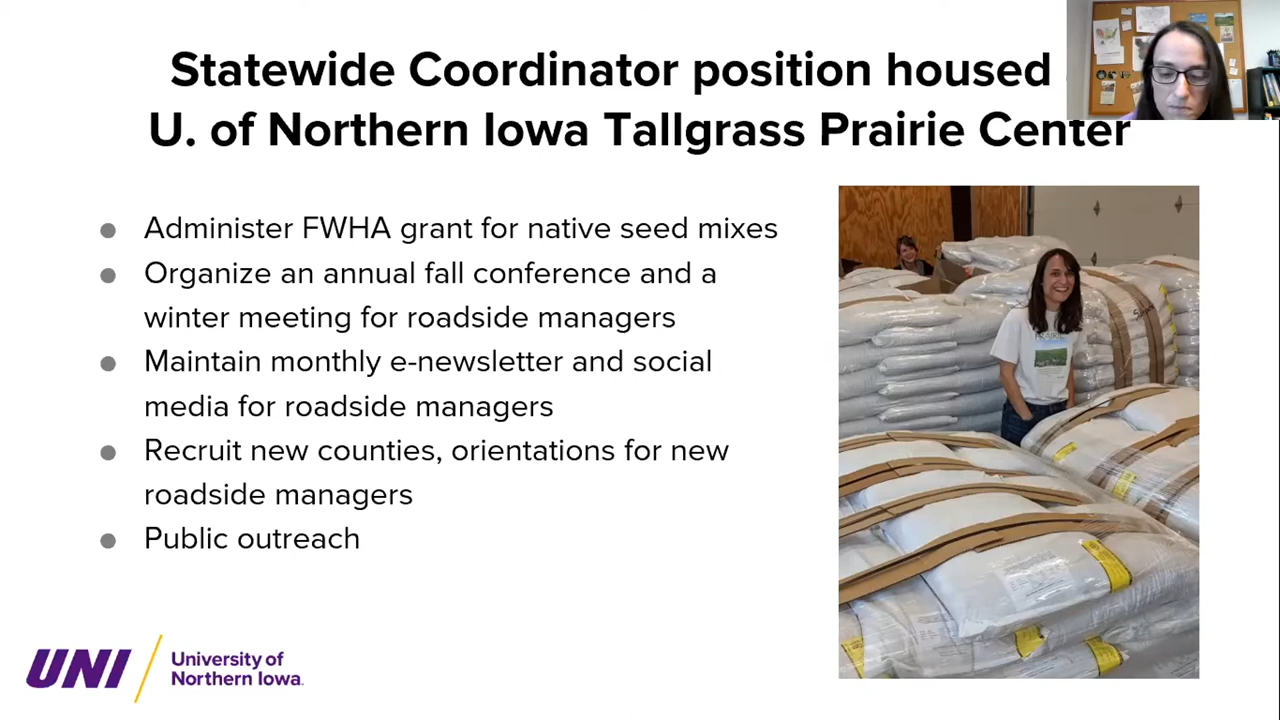 Statewide Coordinator position housed
U. of Northern Iowa Tallgrass Prairie Center
Administer FWHA grant for native seed mixes
Organize an annual fall conference and a
winter meeting for roadside managers
Maintain monthly e-newsletter and social
media for roadside managers
Recruit new counties, orientations for new
roadside managers
Public outreach
UNI
University of
Northern Iowa.